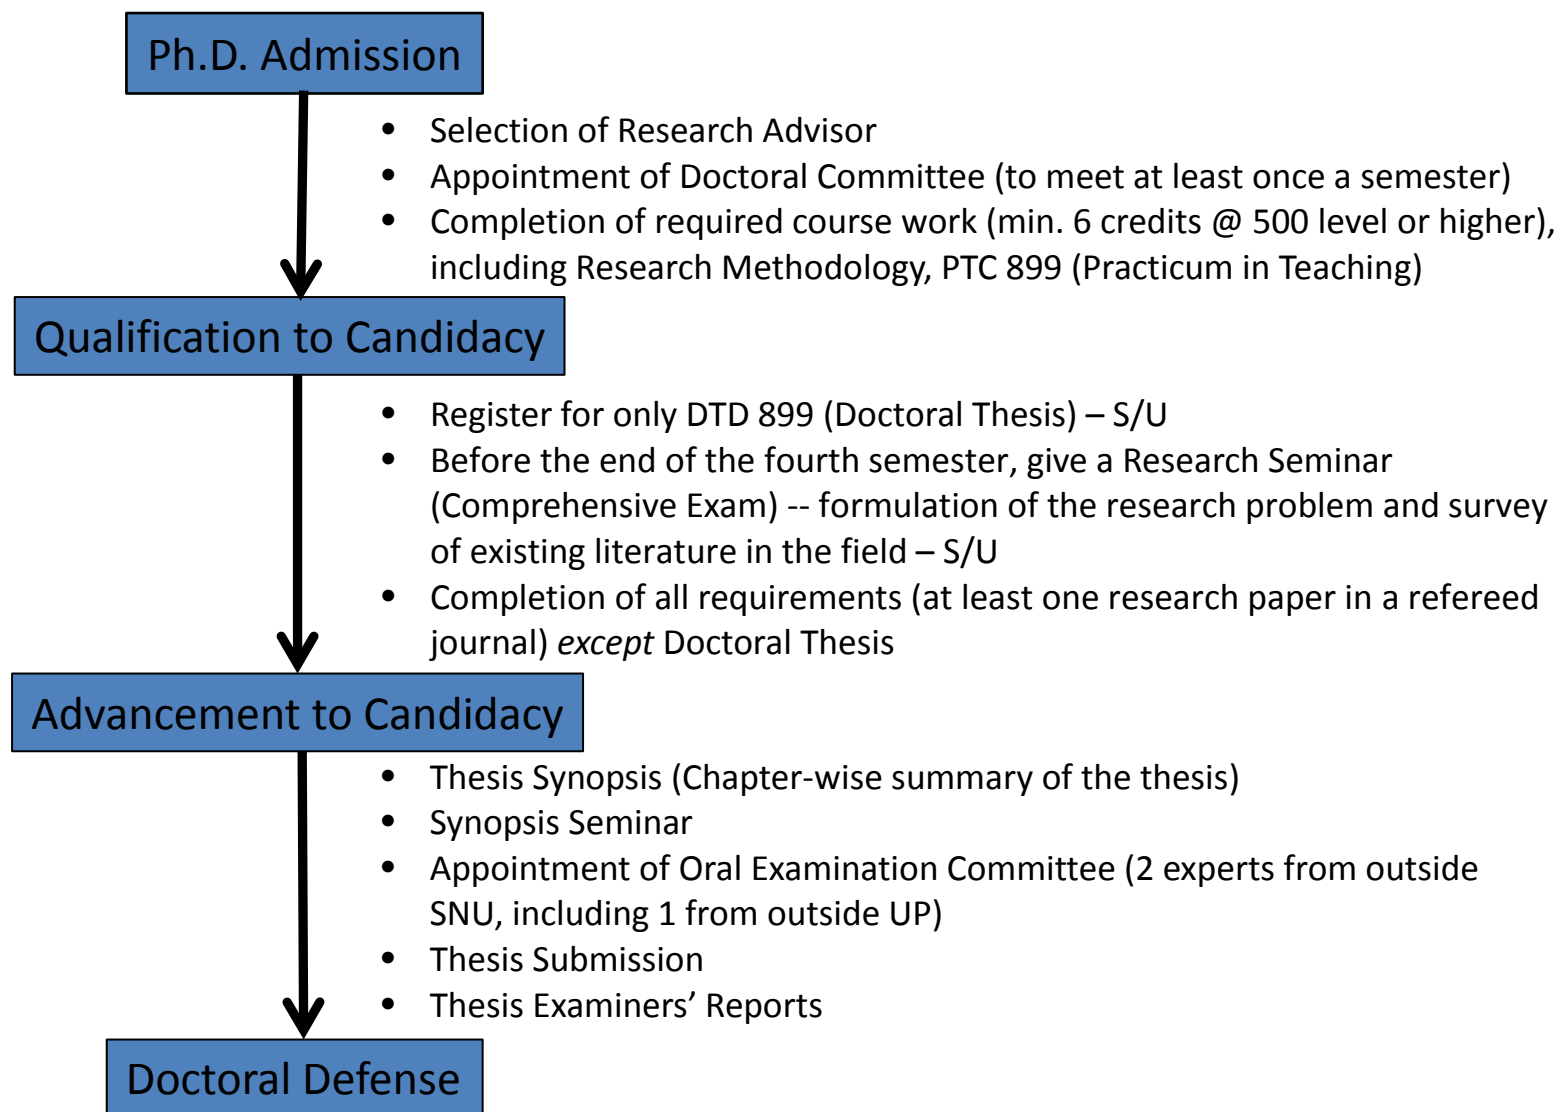 Ph.D. Admission
• Selection of Research Advisor
• Appointment of Doctoral Committee (to meet at least once a semester)
• Completion of required course work (min. 6 credits @ 500 level or higher),
including Research Methodology, PTC 899 (Practicum in Teaching)
Qualification to Candidacy
• Register for only DTD 899 (Doctoral Thesis) – S/U
• Before the end of the fourth semester, give a Research Seminar
(Comprehensive Exam) -- formulation of the research problem and survey
of existing literature in the field – S/U
• Completion of all requirements (at least one research paper in a refereed
journal) except Doctoral Thesis
Advancement to Candidacy
• Thesis Synopsis (Chapter-wise summary of the thesis)
• Synopsis Seminar
• Appointment of Oral Examination Committee (2 experts from outside
SNU, including 1 from outside UP)
• Thesis Submission
• Thesis Examiners’ Reports
Doctoral Defense